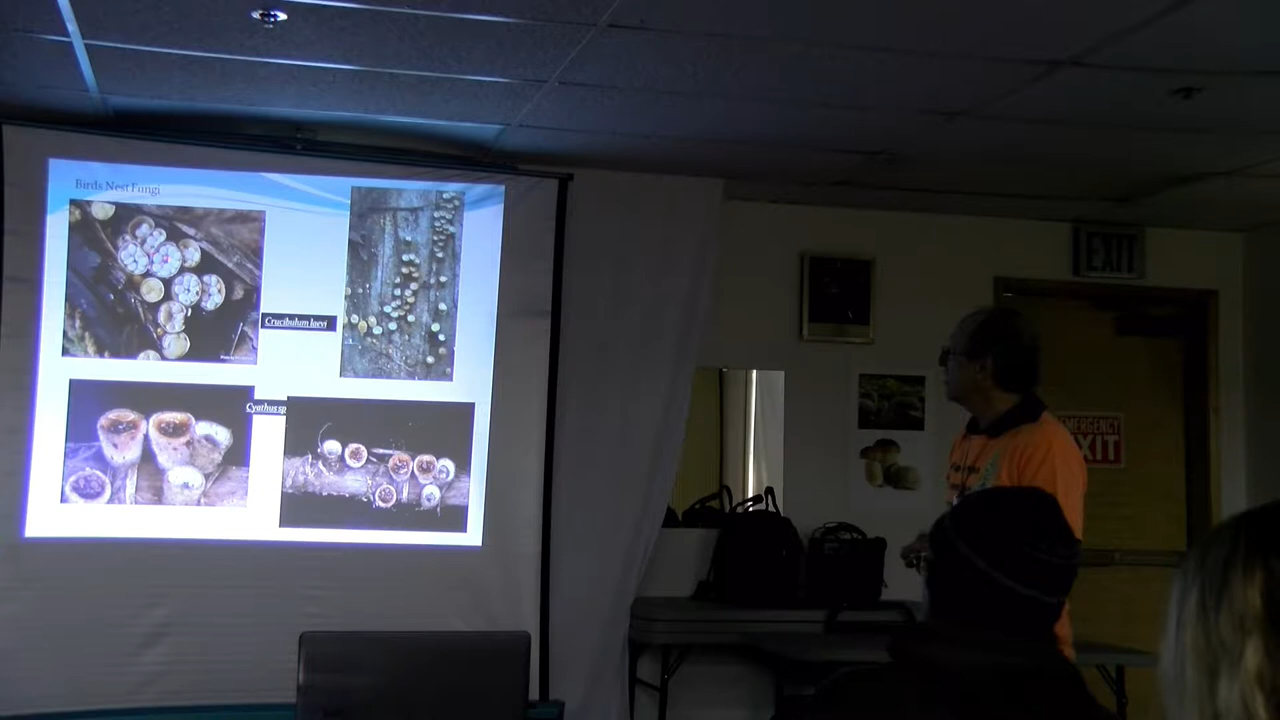 Birds Nest Fungi
Crucibulum laevi
Cyathus sp
EXIT
EMERGENCY
EXIT